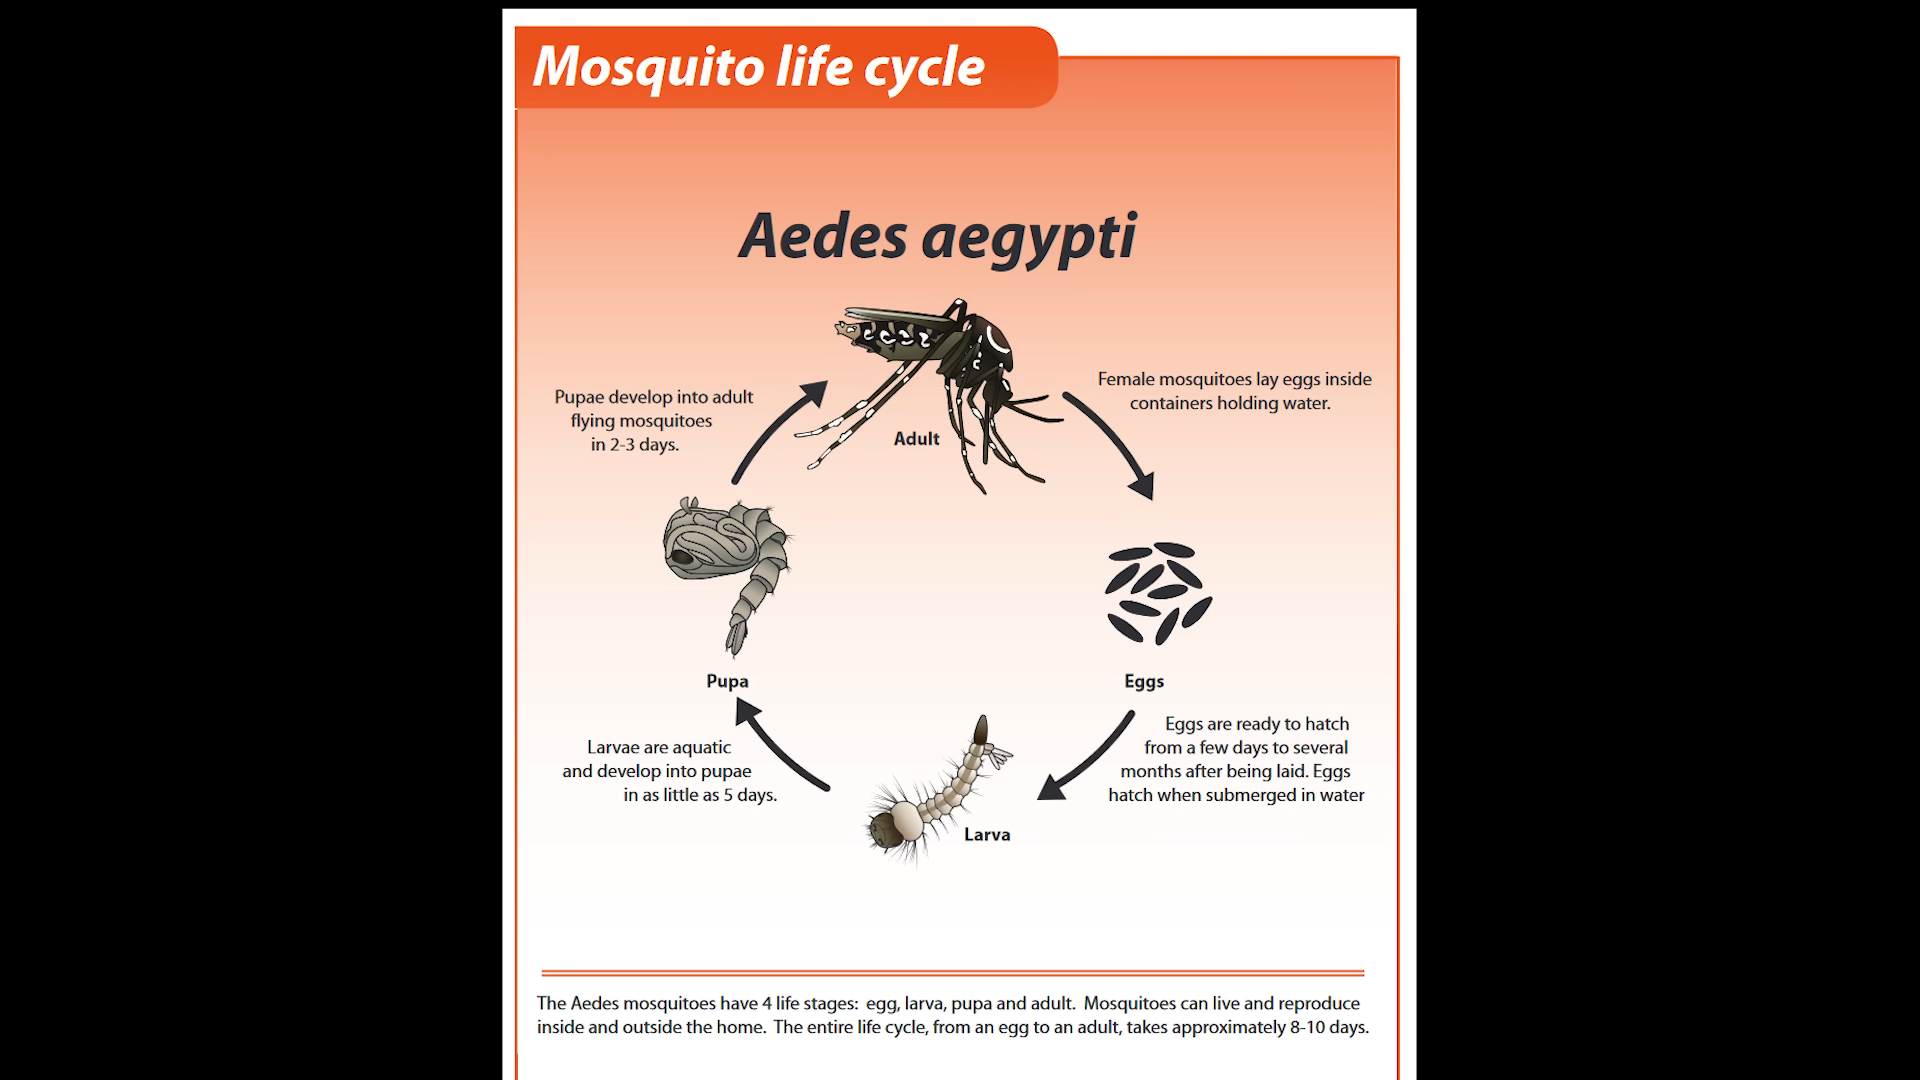 Mosquito life cycle
Aedes aegypti
Pupae develop into adult
flying mosquitoes
in 2-3 days.
Adult
Female mosquitoes lay eggs inside
containers holding water.
Pupa
Eggs
Larvae are aquatic
and develop into pupae
in as little as 5 days.
Larva
Eggs are ready to hatch
from a few days to several
months after being laid. Eggs
hatch when submerged in water
The Aedes mosquitoes have 4 life stages: egg, larva, pupa and adult. Mosquitoes can live and reproduce
inside and outside the home. The entire life cycle, from an egg to an adult, takes approximately 8-10 days.